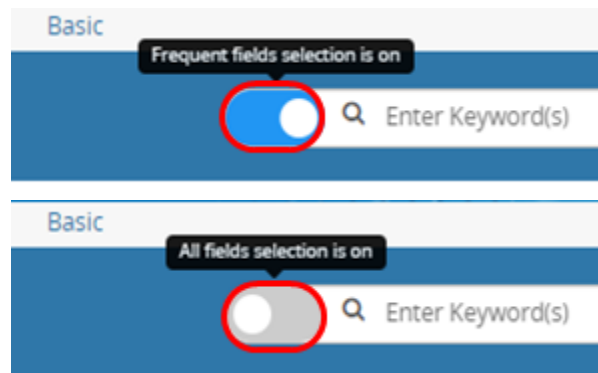 Basic
Frequent fields selection is on
Enter Keyword(s)
Basic
All fields selection is on
Enter Keyword(s)